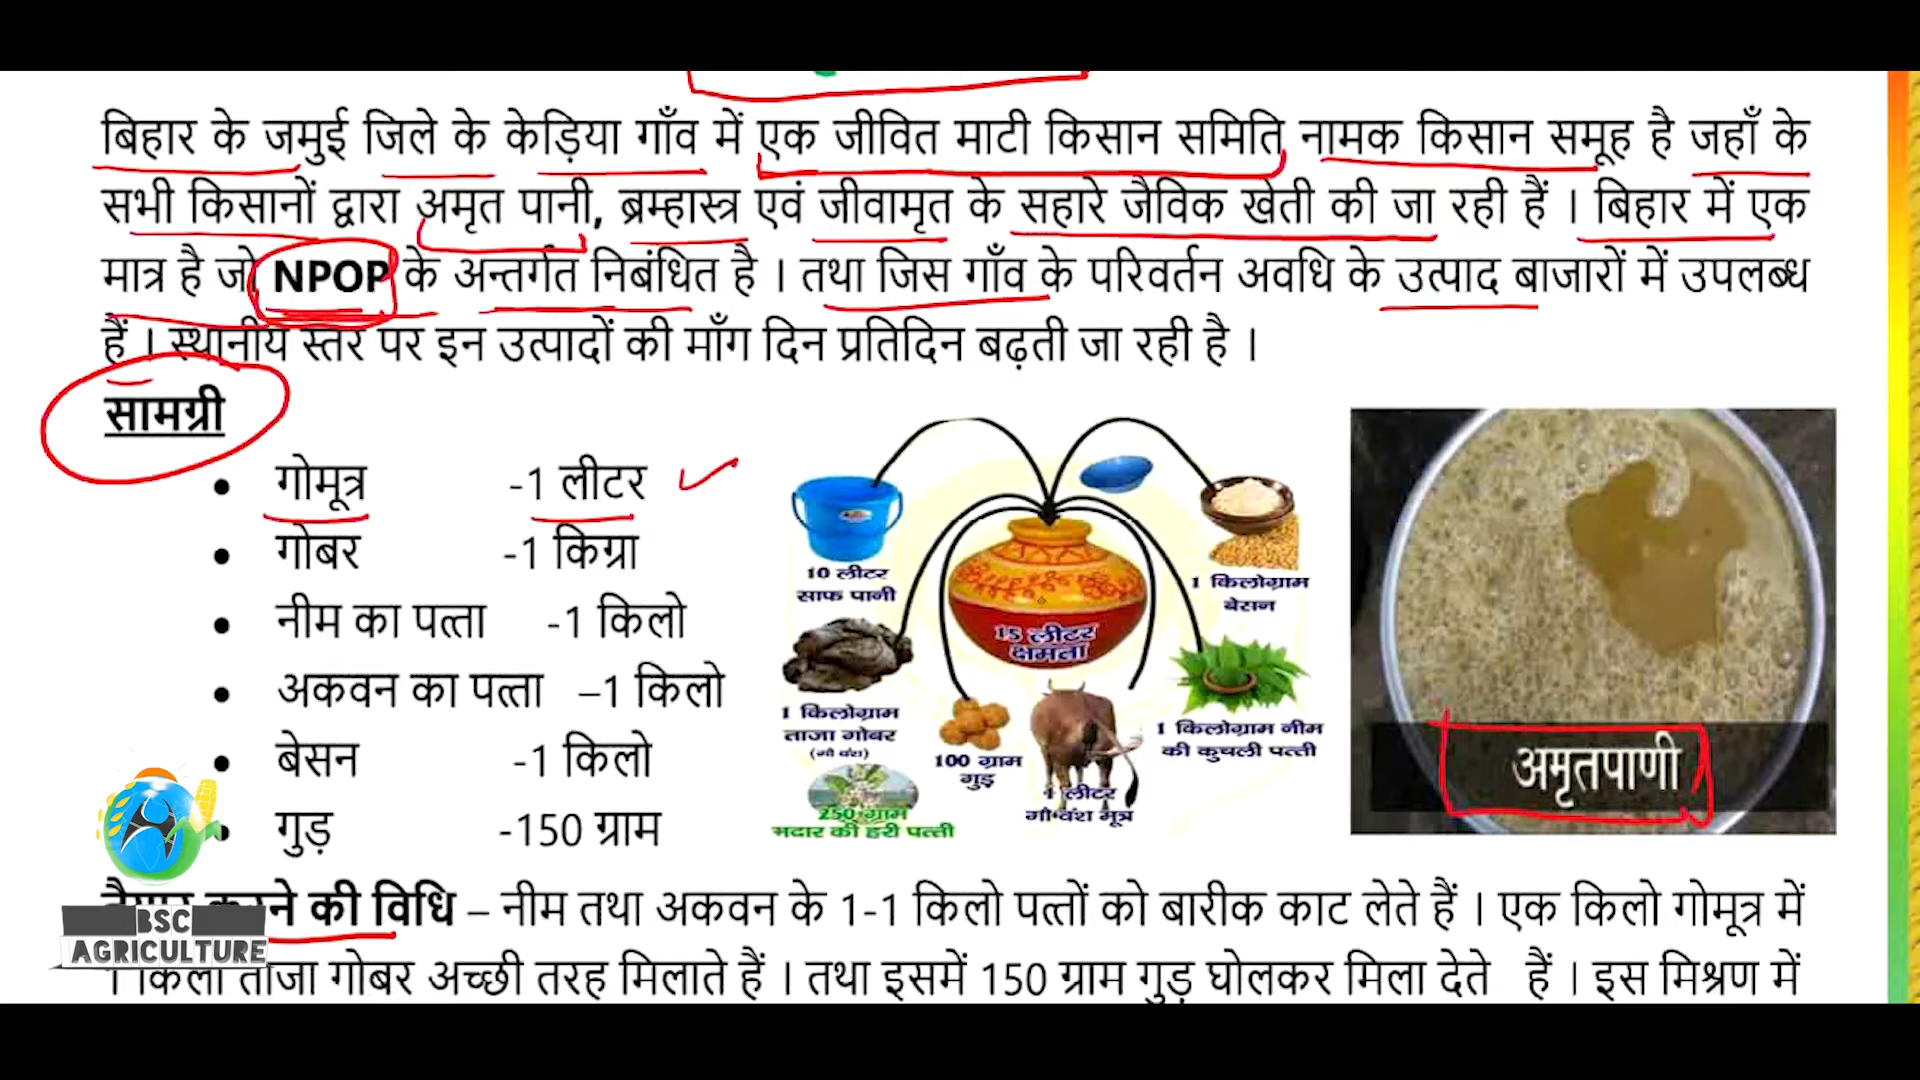 बिहार के जमुई जिले के केड़िया गाँव में एक जीवित माटी किसान समिति नामक किसान समूह है जहाँ के
सभी किसानों द्वारा अमृत पानी, ब्रम्हास्त्र एवं जीवामृत के सहारे जैविक खेती की जा रही हैं । बिहार में एक
मात्र है जो NPOP के अन्तर्गत निबंधित है । तथा जिस गाँव के परिवर्तन अवधि के उत्पाद बाजारों में उपलब्ध
हैं । स्थानीय स्तर पर इन उत्पादों की माँग दिन प्रतिदिन बढ़ती जा रही है ।
सामग्री
• गोमूत्र -1 लीटर
• गोबर -1 किग्रा
• नीम का पत्ता -1 किलो
• अकवन का पत्ता –1 किलो
• बेसन -1 किलो
• गुड़ -150 ग्राम
10 लीटर
साफ पानी
1 किलोग्राम
बेसन
15 लीटर
क्षमता
1 किलोग्राम
ताजा गोबर
(गौ वंश)
100 ग्राम
गुड़
1 किलोग्राम नीम
की कुचली पत्ती
1 लीटर
गौ वंश मूत्र
250 ग्राम
मदार की हरी पत्ती
अमृतपाणी
करने की विधि – नीम तथा अकवन के 1-1 किलो पत्तों को बारीक काट लेते हैं । एक किलो गोमूत्र में
किलो ताजा गोबर अच्छी तरह मिलाते हैं । तथा इसमें 150 ग्राम गुड़ घोलकर मिला देते हैं । इस मिश्रण में
BSC
AGRICULTURE